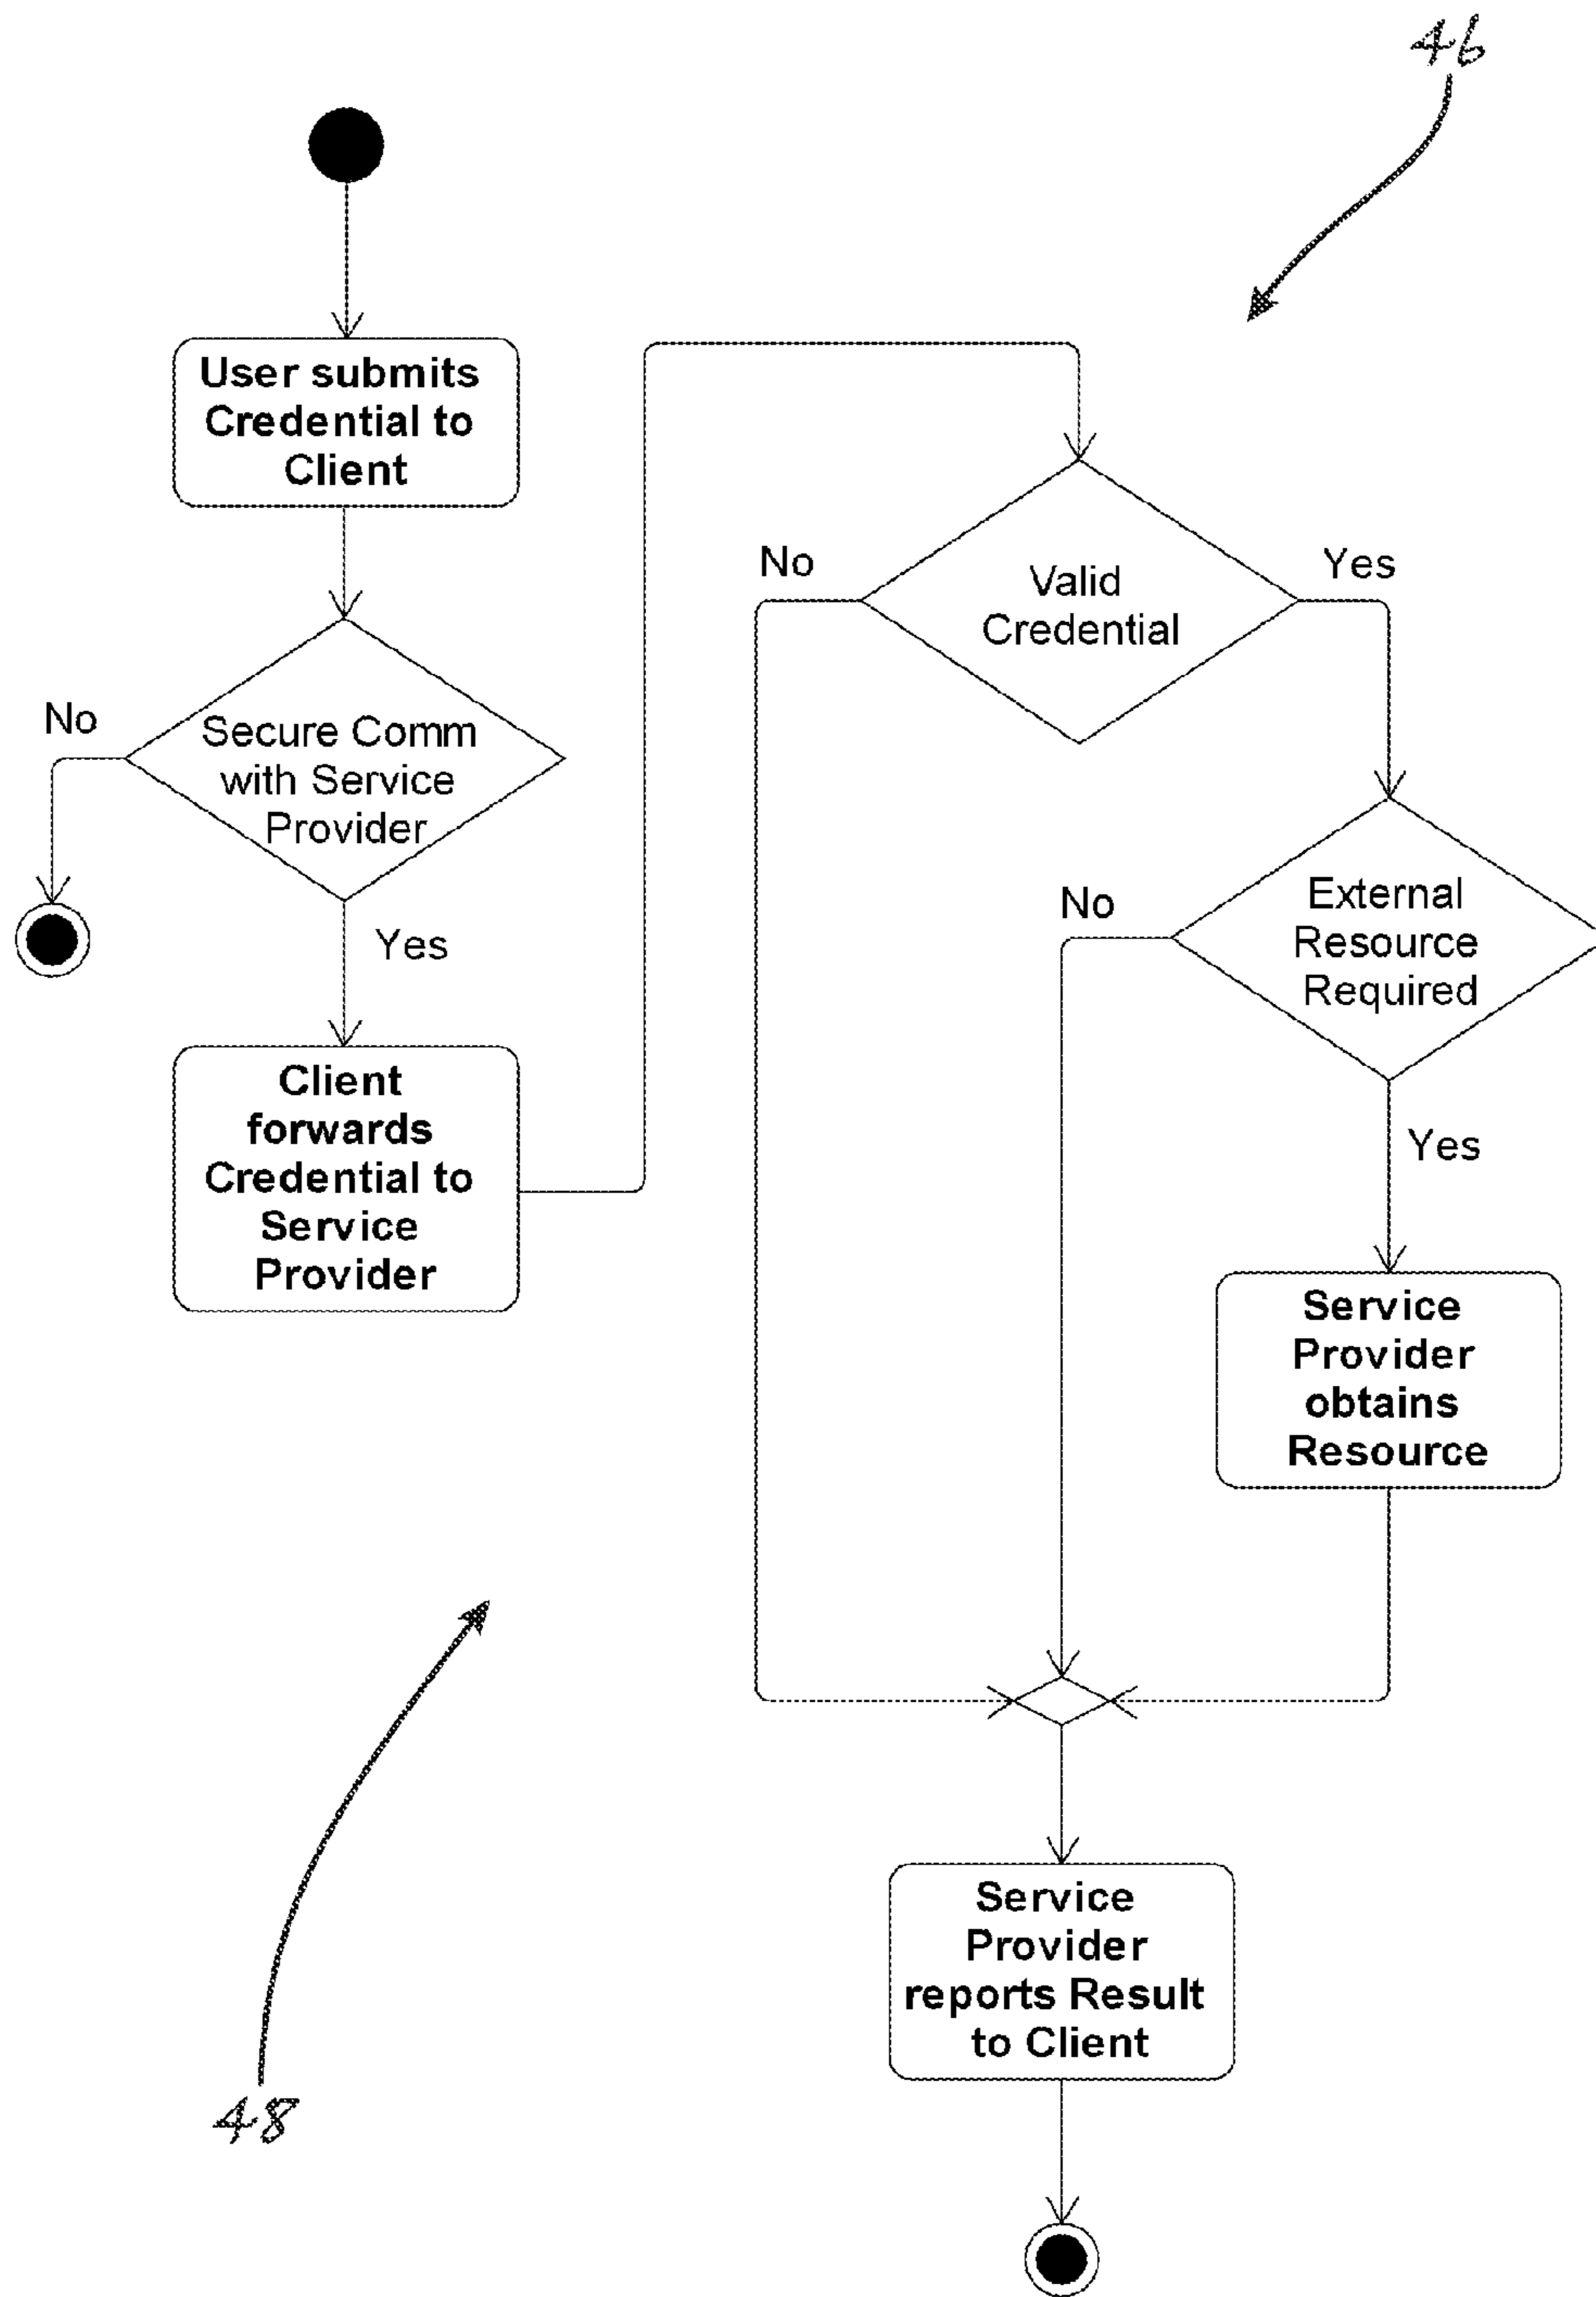 46
User submits
Credential to
Client
No
Secure Comm
with Service
Provider
Yes
Client
forwards
Credential to
Service
Provider
No
Valid
Credential
Yes
No
External
Resource
Required
Yes
Service
Provider
obtains
Resource
Service
Provider
reports Result
to Client
48